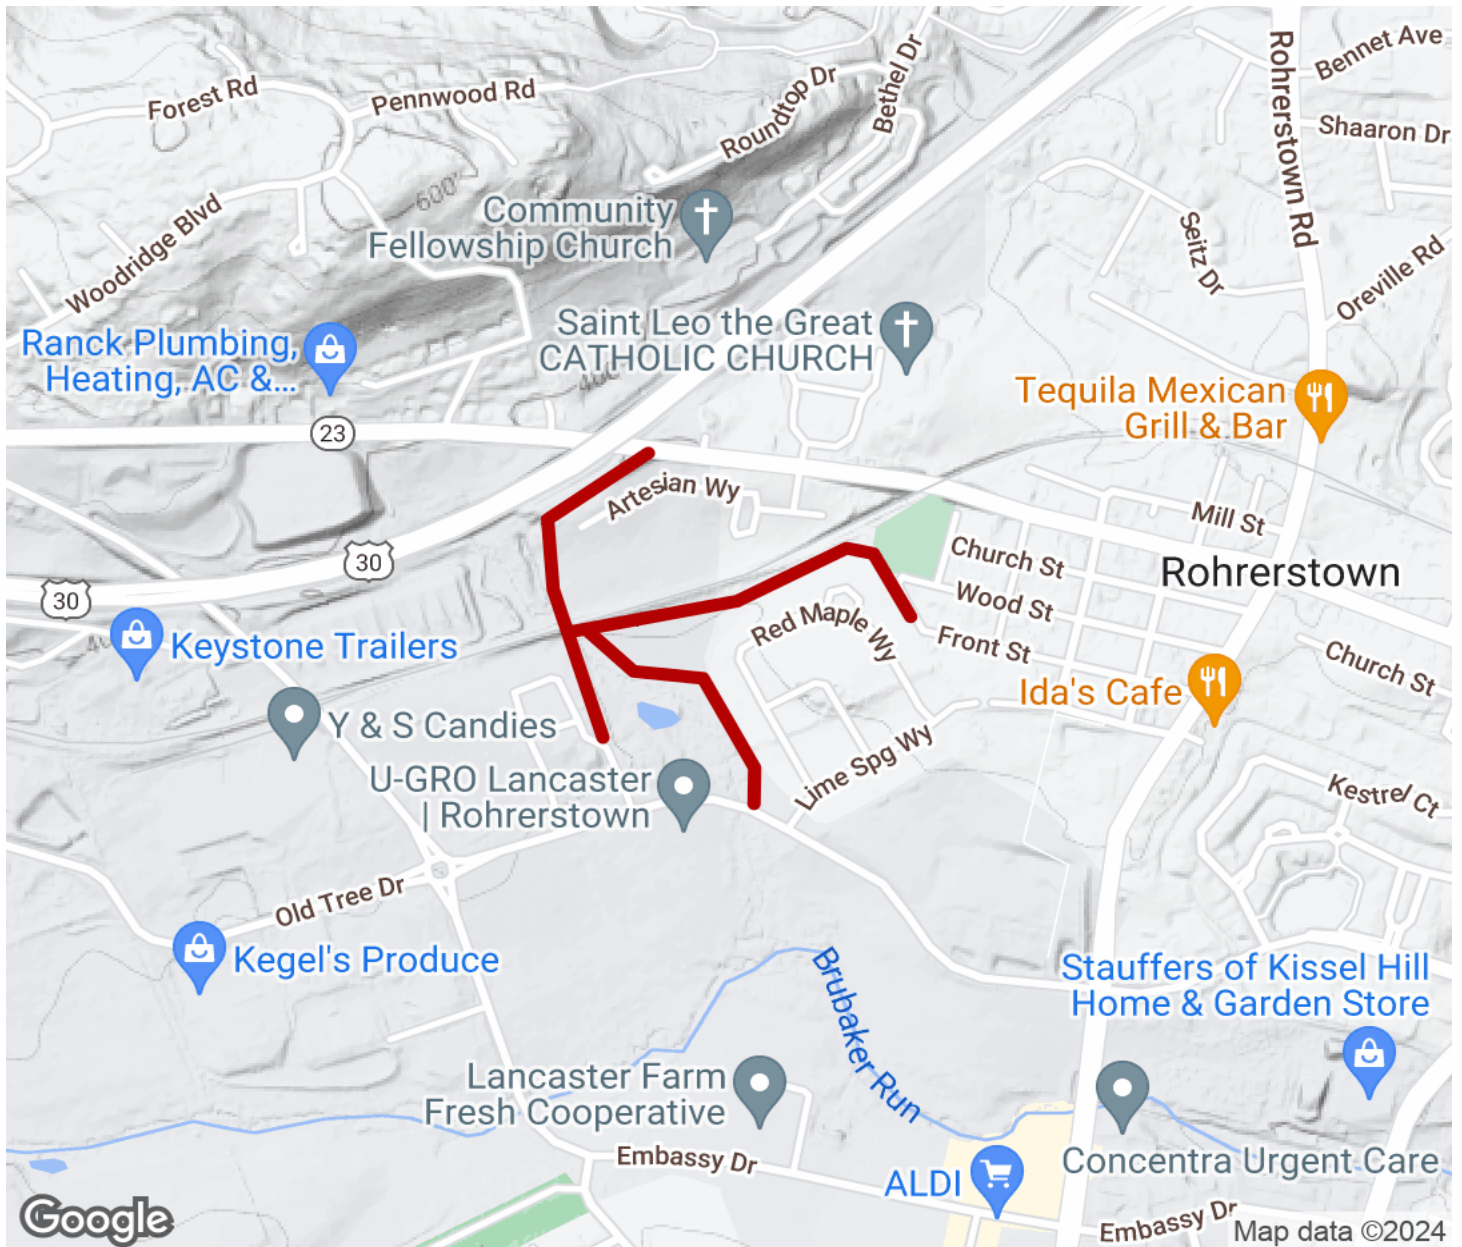 Forest Rd
Pennwood Rd
Roundtop Dr
Bethel Dr
Rohrerstown Rd
Bennet Ave
Shaaron Dr
600'
Woodridge Blvd
Community
Fellowship Church
Seitz Dr
Oreville Rd
Ranck Plumbing,
Heating, AC &...
Saint Leo the Great
CATHOLIC CHURCH
Tequila Mexican
Grill & Bar
23
Artesian Wy
Mill St
30
30
Church St
Rohrerstown
Wood St
Keystone Trailers
Red Maple Wy
Front St
Church St
Ida's Cafe
Y & S Candies
U-GRO Lancaster
| Rohrerstown
Lime Spg Wy
Kestrel Ct
Old Tree Dr
Kegel's Produce
Brubaker Run
Stauffers of Kissel Hill
Home & Garden Store
Lancaster Farm
Fresh Cooperative
Embassy Dr
ALDI
Concentra Urgent Care
Embassy Dr
Google
Map data ©2024